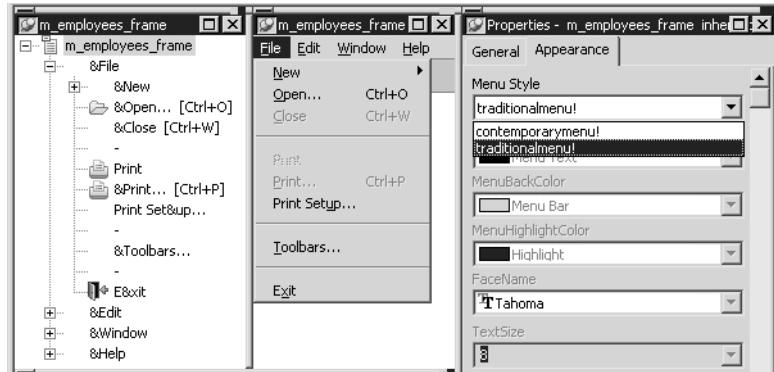 m_employees_frame
m_employees_frame
&File
&New
&Open... [Ctrl+O]
&Close [Ctrl+W]
-
Print
&Print... [Ctrl+P]
Print Set&up...
-
&Toolbars...
-
E&xit
&Edit
&Window
&Help
m_employees_frame
File Edit Window Help
New
Open... Ctrl+O
Close Ctrl+W
Print
Print... Ctrl+P
Print Setup...
Toolbars...
Exit
Properties - m_employees_frame inher
General Appearance
Menu Style
traditionalmenu!
contemporarymenu!
traditionalmenu!
Menu Text
MenuBackColor
Menu Bar
MenuHighlightColor
Highlight
FaceName
Tahoma
TextSize
8